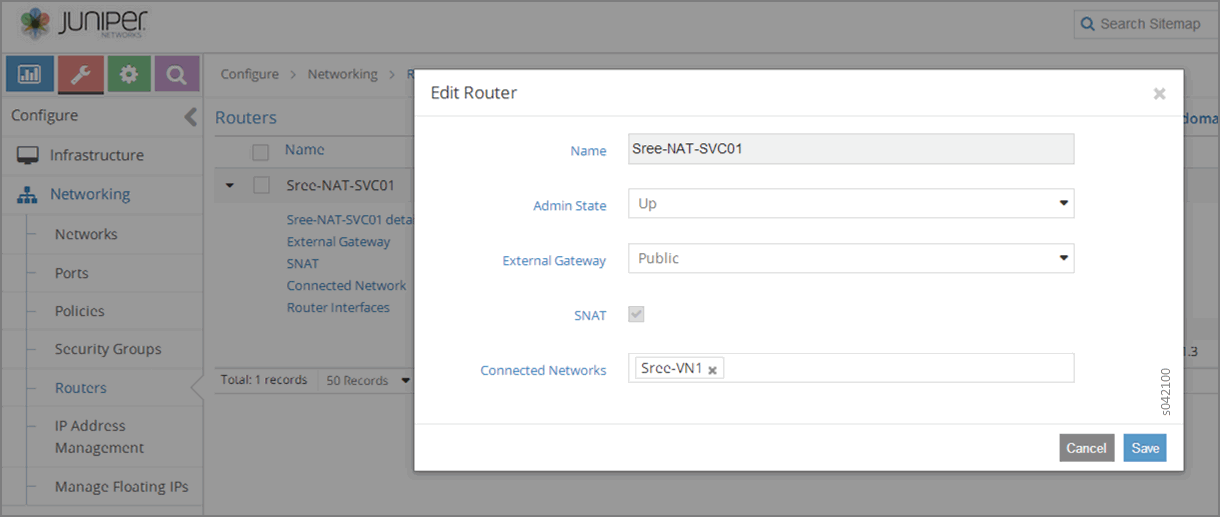 JUNIPER
NETWORKS
Search Sitemap
Configure > Networking >
Configure
Infrastructure
Networking
Networks
Ports
Policies
Security Groups
Routers
IP Address
Management
Manage Floating IPs
Routers
Name
Sree-NAT-SVC01
Sree-NAT-SVC01 detai
External Gateway
SNAT
Connected Network
Router Interfaces
Total: 1 records 50 Records
Edit Router
Name Sree-NAT-SVC01
Admin State Up
External Gateway Public
SNAT
Connected Networks Sree-VN1
Cancel Save
s042100